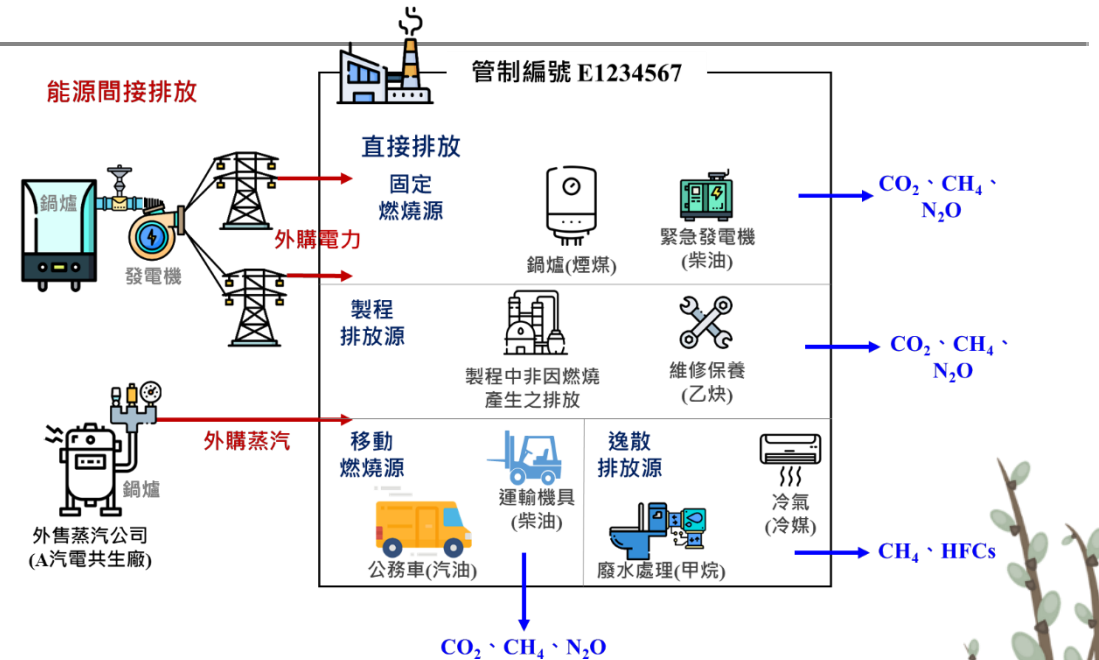 管制編號 E1234567
能源間接排放
鍋爐
發電機
外購電力
外購蒸汽
鍋爐
外售蒸汽公司
(A汽電共生廠)
直接排放
固定
燃燒源
鍋爐(煙煤)
緊急發電機
(柴油)
CO₂、CH₄、
N₂O
製程
排放源
製程中非因燃燒
產生之排放
維修保養
(乙炔)
CO₂、CH₄、
N₂O
移動
燃燒源
運輸機具
(柴油)
公務車(汽油)
CO₂、CH₄、N₂O
逸散
排放源
冷氣
(冷媒)
廢水處理(甲烷)
CH₄、HFCs